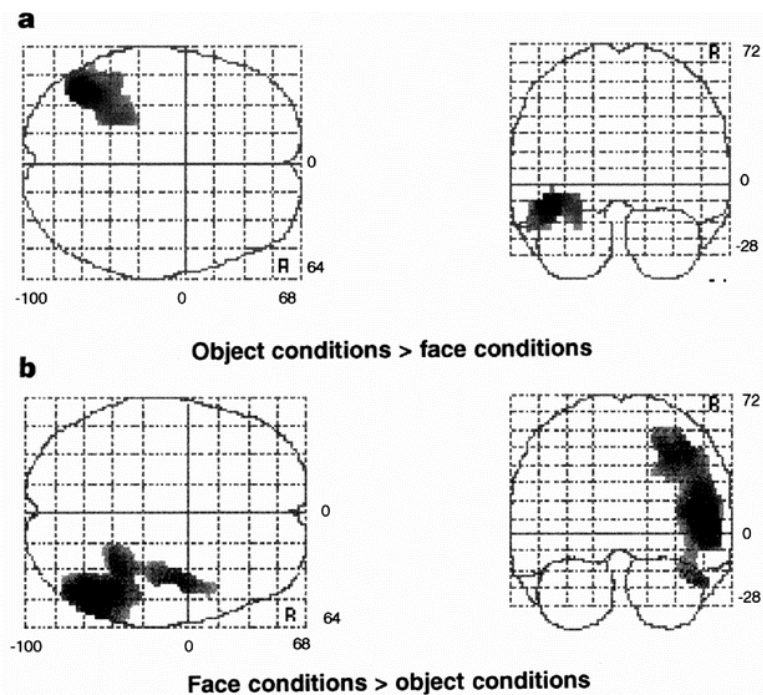 a
R
72
0
0
R
64
-28
-100
0
68
Object conditions > face conditions
b
R
72
0
0
R
64
-28
-100
0
68
Face conditions > object conditions